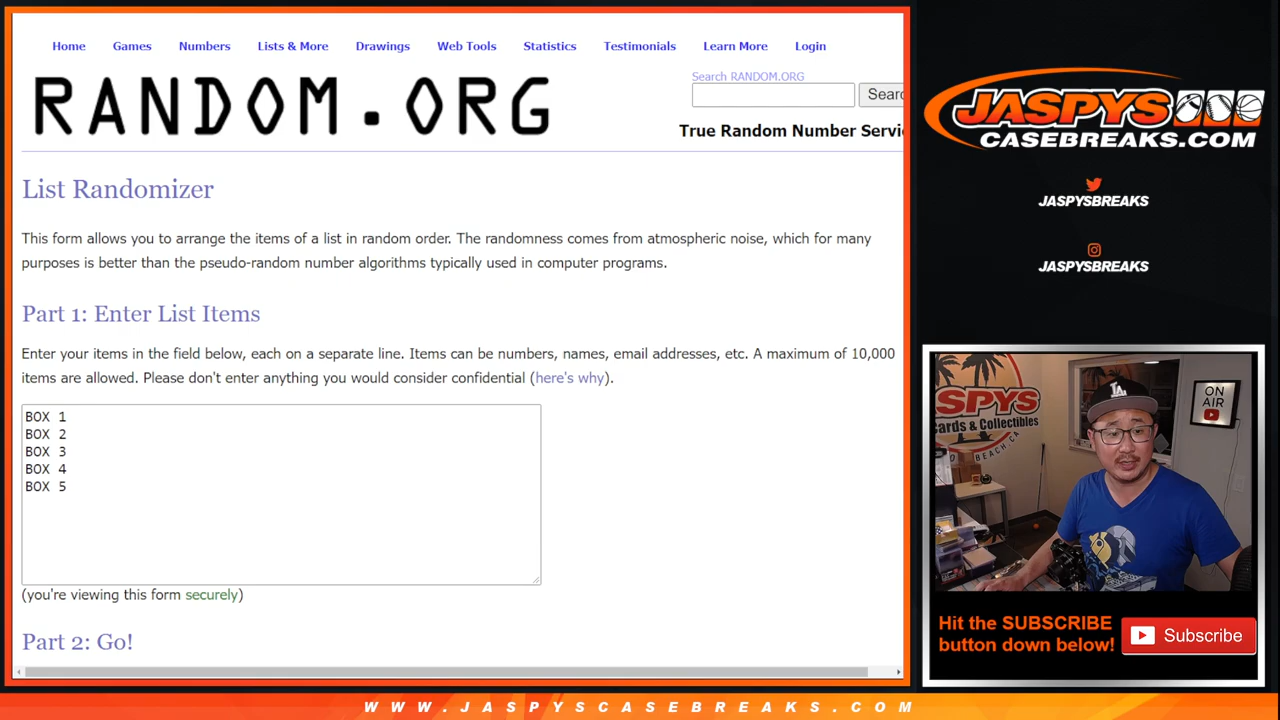 Home Games Numbers Lists & More Drawings Web Tools Statistics Testimonials Learn More Login
RANDOM.ORG
Search RANDOM.ORG
Searc
True Random Number Servi
List Randomizer
This form allows you to arrange the items of a list in random order. The randomness comes from atmospheric noise, which for many
purposes is better than the pseudo-random number algorithms typically used in computer programs.
Part 1: Enter List Items
Enter your items in the field below, each on a separate line. Items can be numbers, names, email addresses, etc. A maximum of 10,000
items are allowed. Please don't enter anything you would consider confidential (here's why).
BOX 1
BOX 2
BOX 3
BOX 4
BOX 5
(you're viewing this form securely)
Part 2: Go!
JASPYS
CASEBREAKS.COM
JASPYSBREAKS
JASPYSBREAKS
JASPYS
Cards & Collectibles
BEACH CA
LA
ON
AIR
Hit the SUBSCRIBE
button down below!
Subscribe
WWW.JASPYSCASEBREAKS.COM